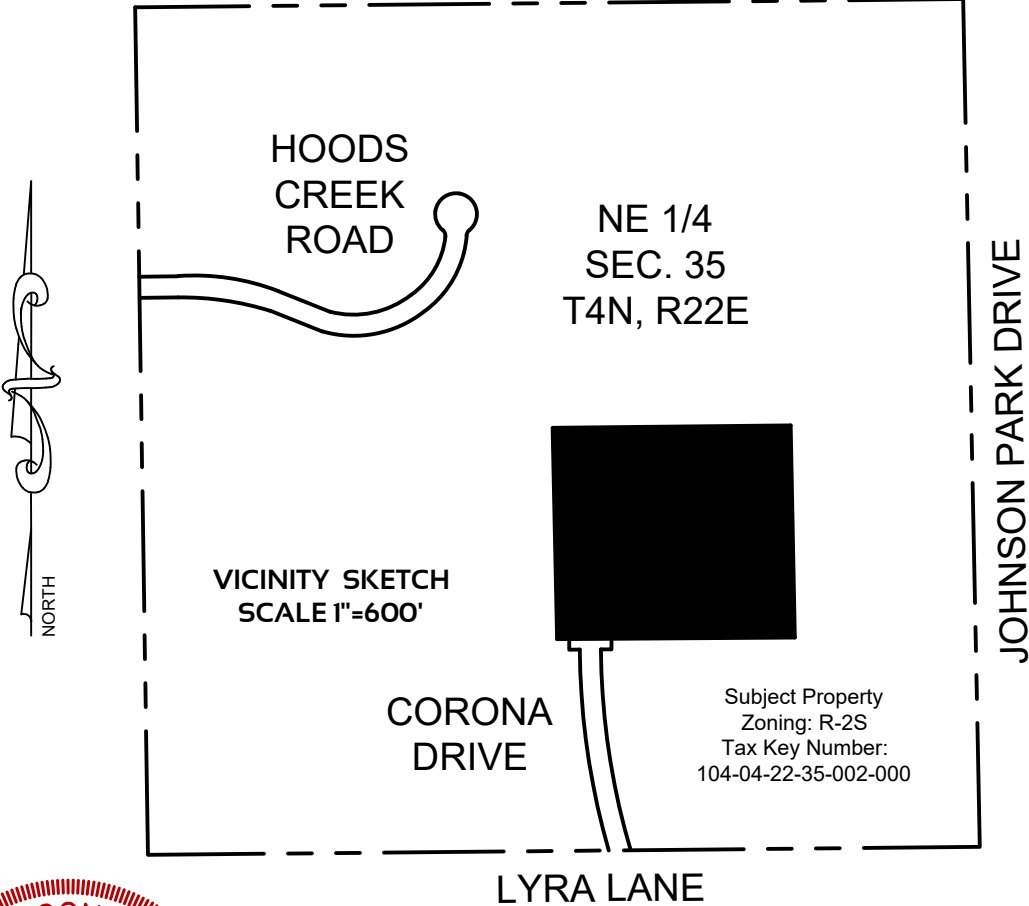 HOODS
CREEK
ROAD
NE 1/4
SEC. 35
T4N, R22E
JOHNSON PARK DRIVE
NORTH
VICINITY SKETCH
SCALE 1"=600'
CORONA
DRIVE
Subject Property
Zoning: R-2S
Tax Key Number:
104-04-22-35-002-000
LYRA LANE